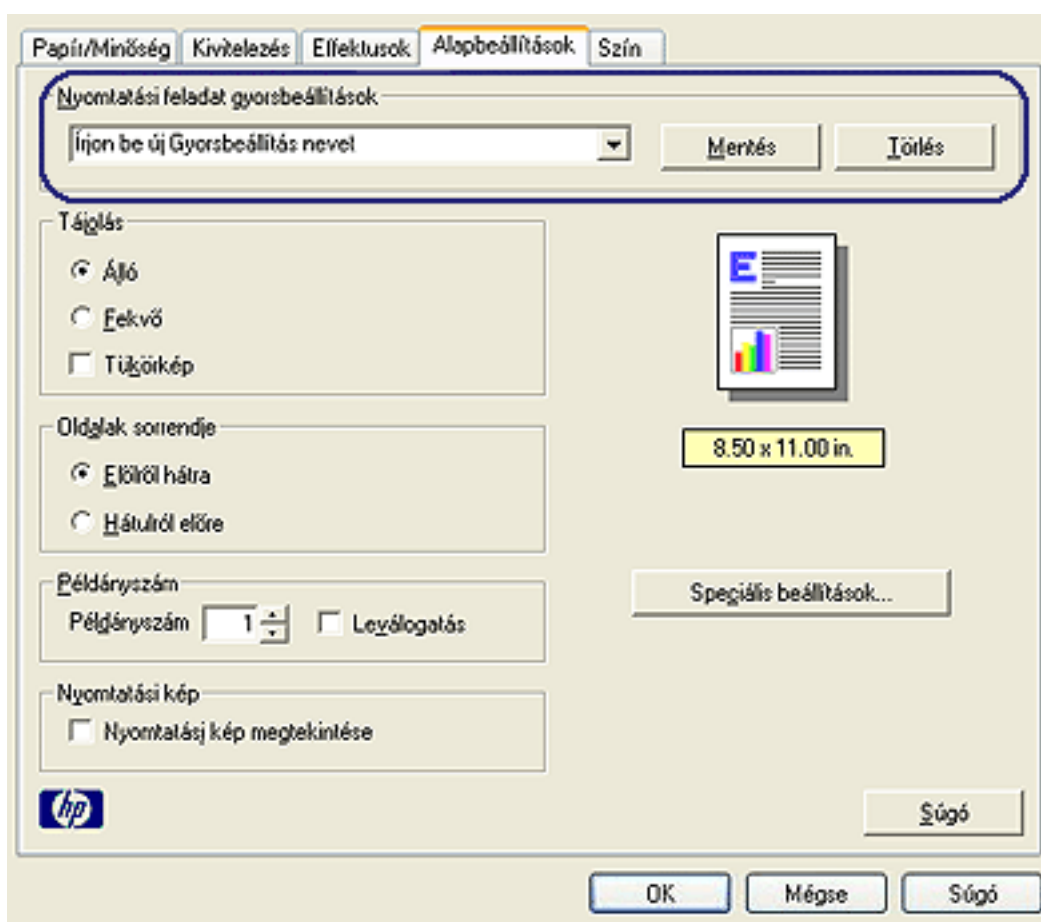 Papír/Minőség Kivitelezés Effektusok Alapbeállítások Szín
Nyomtatási feladat gyorsbeállítások
Írjon be új Gyorsbeállítás nevet Mentés Törlés
Tájolás
Álló
Fekvő
Tükörkép
E
8.50 x 11.00 in.
Oldalak sorrendje
Elölről hátra
Hátulról előre
Példányszám
Példányszám 1 Leválogatás
Speciális beállítások...
Nyomtatási kép
Nyomtatási kép megtekintése
hp
Súgó
OK Mégse Súgó